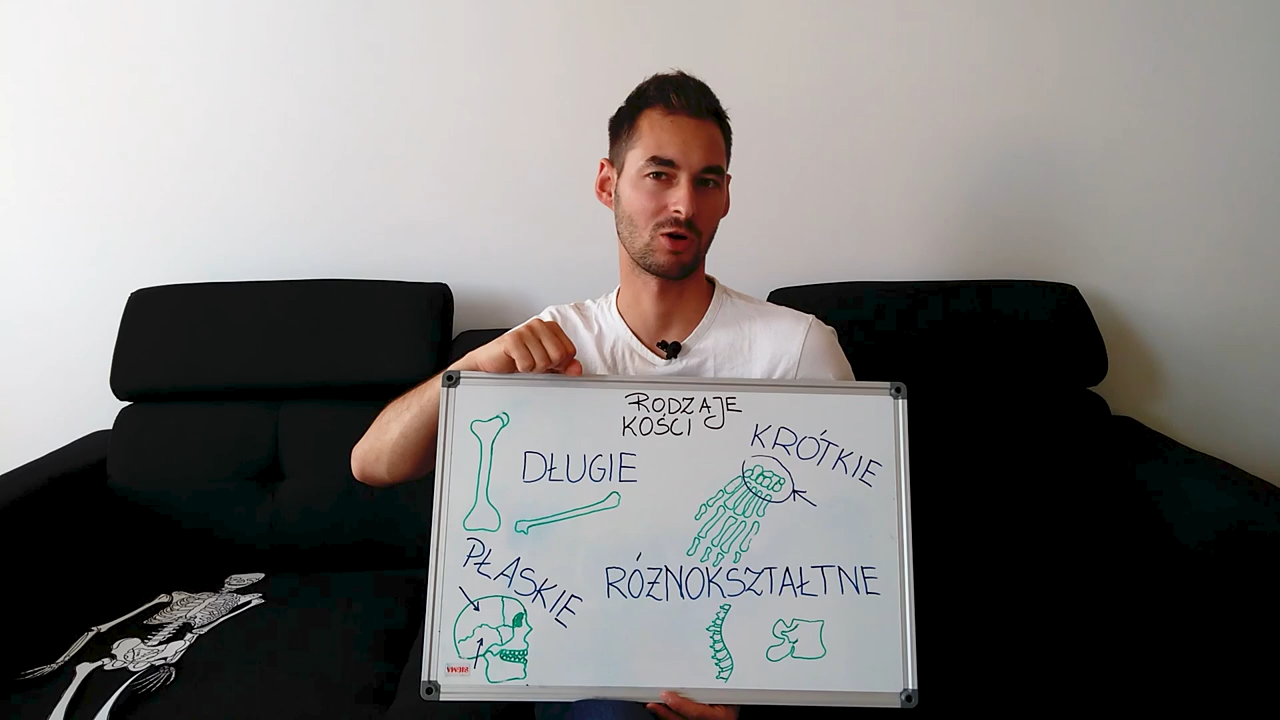 RODZAJE
KOŚCI
DŁUGIE
KRÓTKIE
PŁASKIE
RÓŻNOKSZTAŁTNE